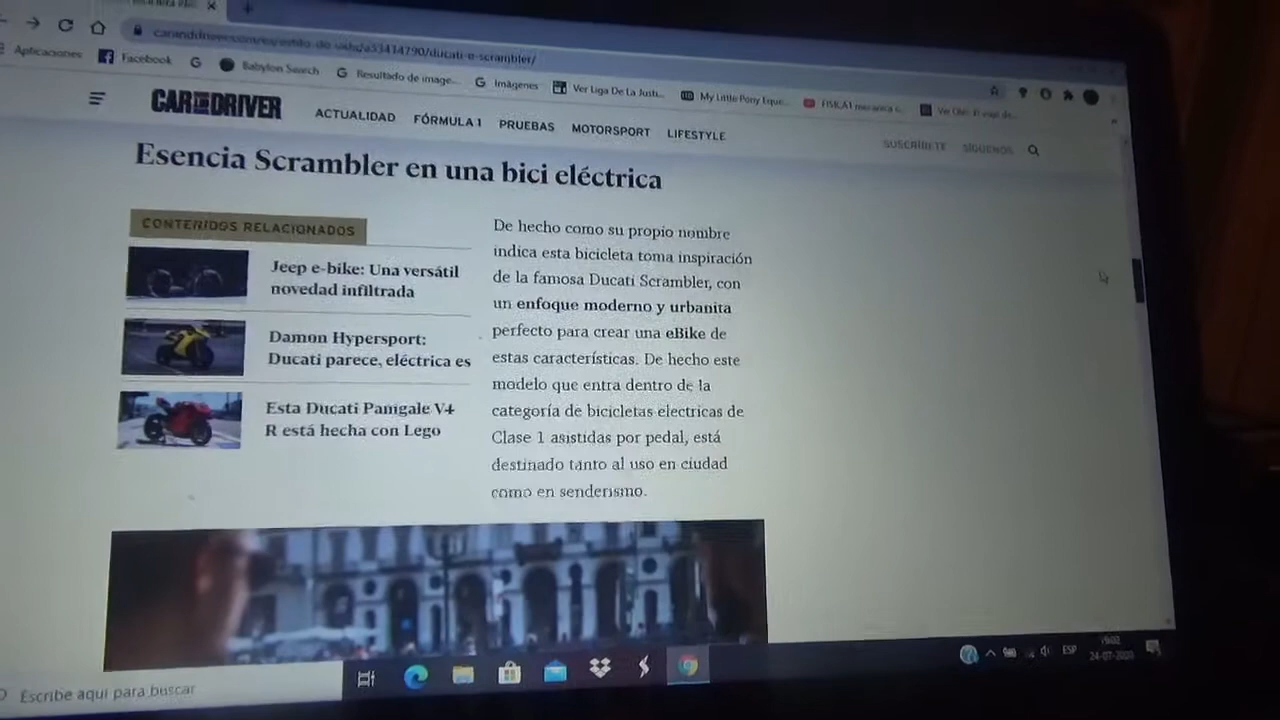 Aplicaciones
Facebook
Babylon Search
Resultado de image...
Imágenes
Ver Liga De La Justi...
My Little Pony Eque...
CAR AND DRIVER
ACTUALIDAD
FÓRMULA 1
PRUEBAS
MOTORSPORT
LIFESTYLE
SUSCRÍBETE
SÍGUENOS
Esencia Scrambler en una bici eléctrica
CONTENIDOS RELACIONADOS
Jeep e-bike: Una versátil
novedad infiltrada
Damon Hypersport:
Ducati parece, eléctrica es
Esta Ducati Panigale V4
R está hecha con Lego
De hecho como su propio nombre
indica esta bicicleta toma inspiración
de la famosa Ducati Scrambler, con
un enfoque moderno y urbanita
perfecto para crear una eBike de
estas características. De hecho este
modelo que entra dentro de la
categoría de bicicletas electricas de
Clase 1 asistidas por pedal, está
destinado tanto al uso en ciudad
como en senderismo.
Escribe aquí para buscar
ESP
19:02
24-07-2020